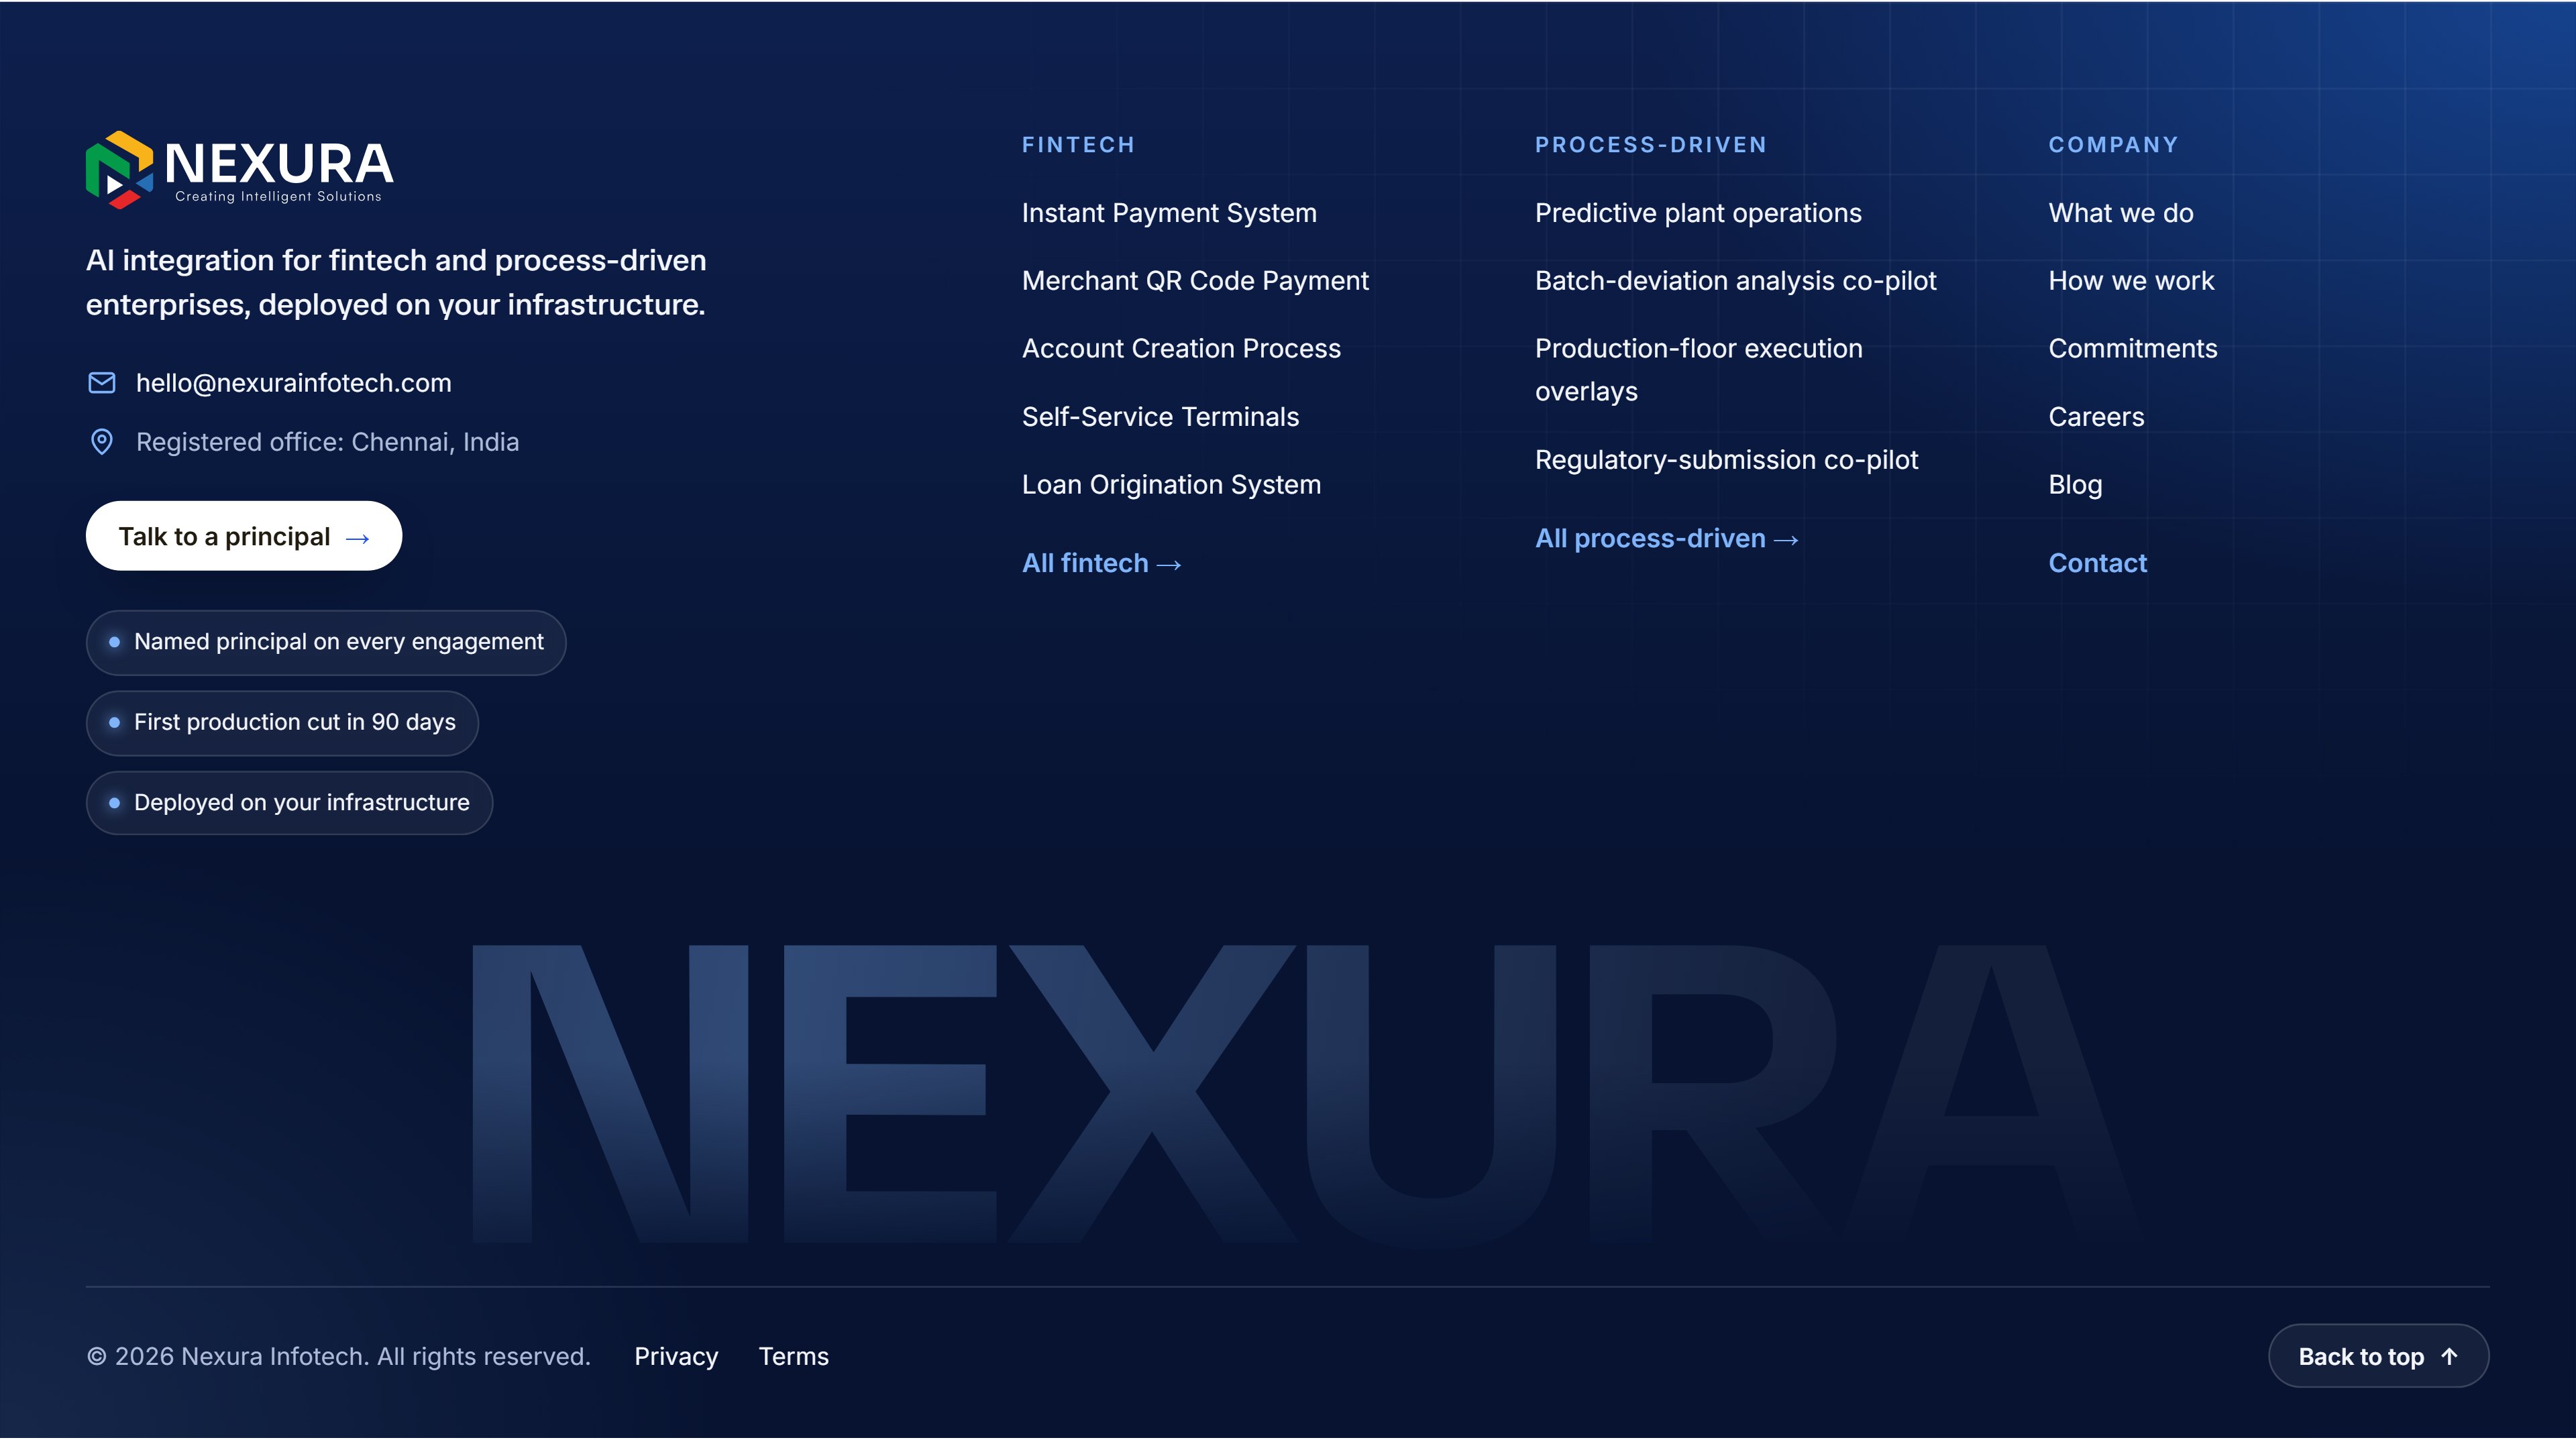 NEXURA
Creating Intelligent Solutions
AI integration for fintech and process-driven
enterprises, deployed on your infrastructure.
hello@nexurainfotech.com
Registered office: Chennai, India
Talk to a principal →
Named principal on every engagement
First production cut in 90 days
Deployed on your infrastructure
FINTECH
Instant Payment System
Merchant QR Code Payment
Account Creation Process
Self-Service Terminals
Loan Origination System
All fintech →
PROCESS-DRIVEN
Predictive plant operations
Batch-deviation analysis co-pilot
Production-floor execution
overlays
Regulatory-submission co-pilot
All process-driven →
COMPANY
What we do
How we work
Commitments
Careers
Blog
Contact
NEXURA
© 2026 Nexura Infotech. All rights reserved. Privacy Terms
Back to top ↑